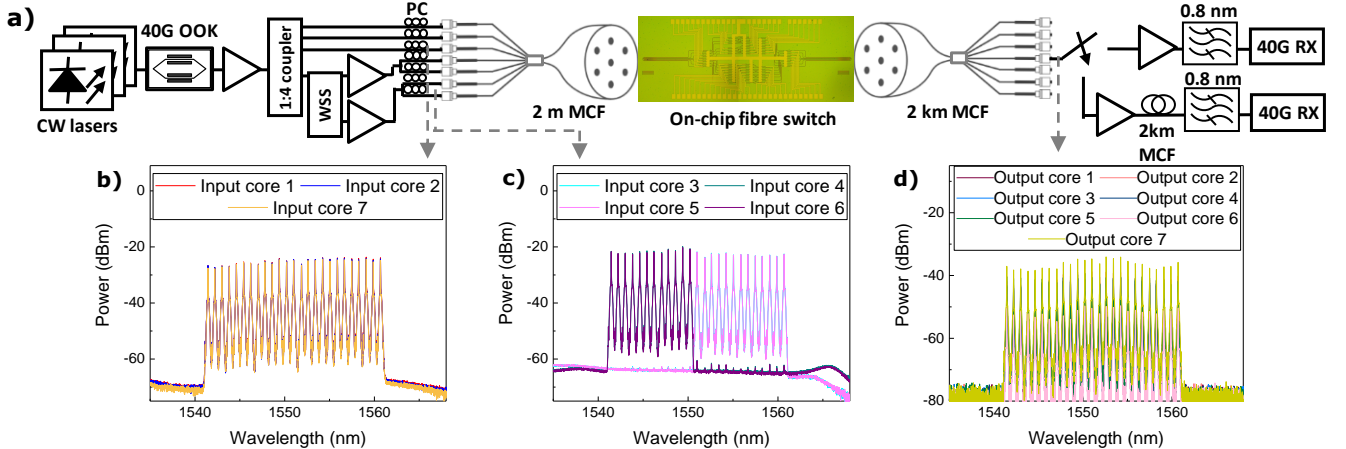 a)
CW lasers
40G OOK
1:4 coupler
WSS
PC
2 m MCF
On-chip fibre switch
2 km MCF
0.8 nm
40G RX
0.8 nm
40G RX
2km
MCF
b)
Input core 1 Input core 2
Input core 7
Power (dBm)
0
-20
-40
-60
1540 1550 1560
Wavelength (nm)
c)
Input core 3 Input core 4
Input core 5 Input core 6
Power (dBm)
0
-20
-40
-60
1540 1550 1560
Wavelength (nm)
d)
Output core 1 Output core 2
Output core 3 Output core 4
Output core 5 Output core 6
Output core 7
Power (dBm)
-20
-40
-60
-80
1540 1550 1560
Wavelength (nm)